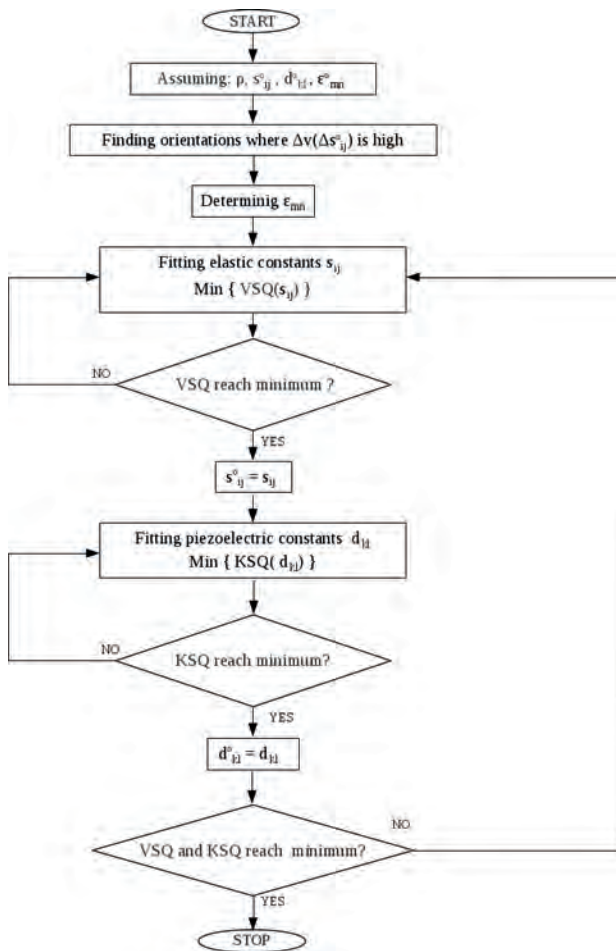 START
Assuming: ρ, s°ij , d°kl , ε°mn
Finding orientations where Δv(Δs°ij) is high
Determinig εmn
Fitting elastic constants sij
Min { VSQ(sij) }
NO
VSQ reach minimum ?
YES
s°ij = sij
Fitting piezoelectric constants dkl
Min { KSQ( dkl) }
NO
KSQ reach minimum?
YES
d°kl = dkl
NO
VSQ and KSQ reach minimum?
YES
STOP